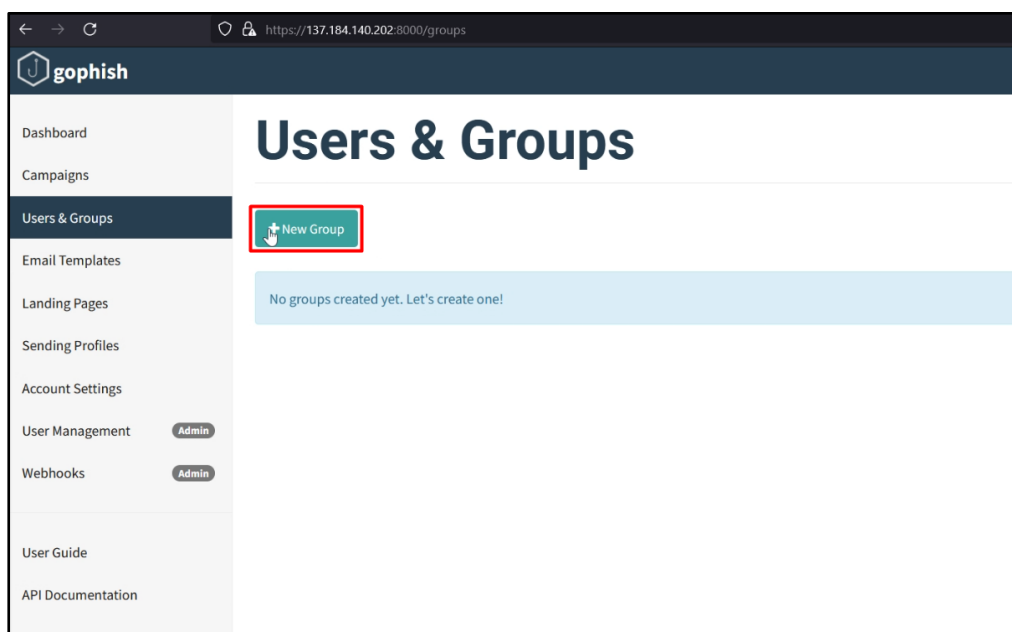 https://137.184.140.202:8000/groups
gophish
Dashboard
Campaigns
Users & Groups
Email Templates
Landing Pages
Sending Profiles
Account Settings
User Management Admin
Webhooks Admin
User Guide
API Documentation
Users & Groups
+ New Group
No groups created yet. Let's create one!